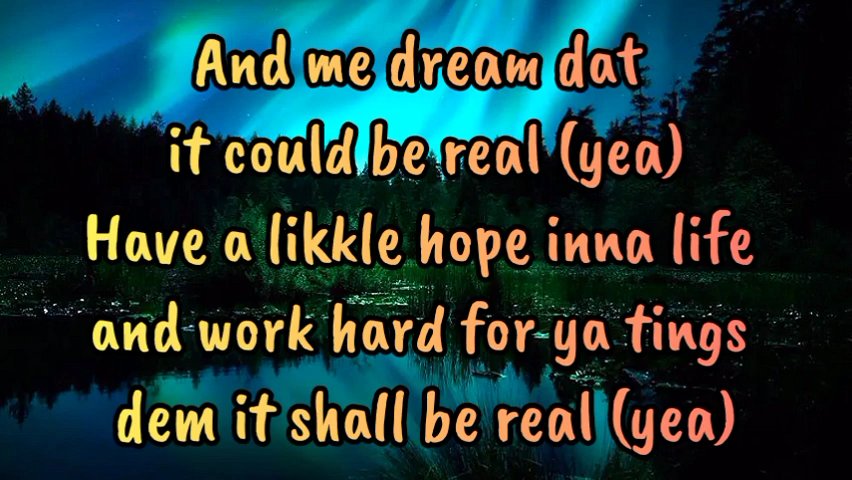 And me dream dat
it could be real (yea)
Have a likkle hope inna life
and work hard for ya tings
dem it shall be real (yea)